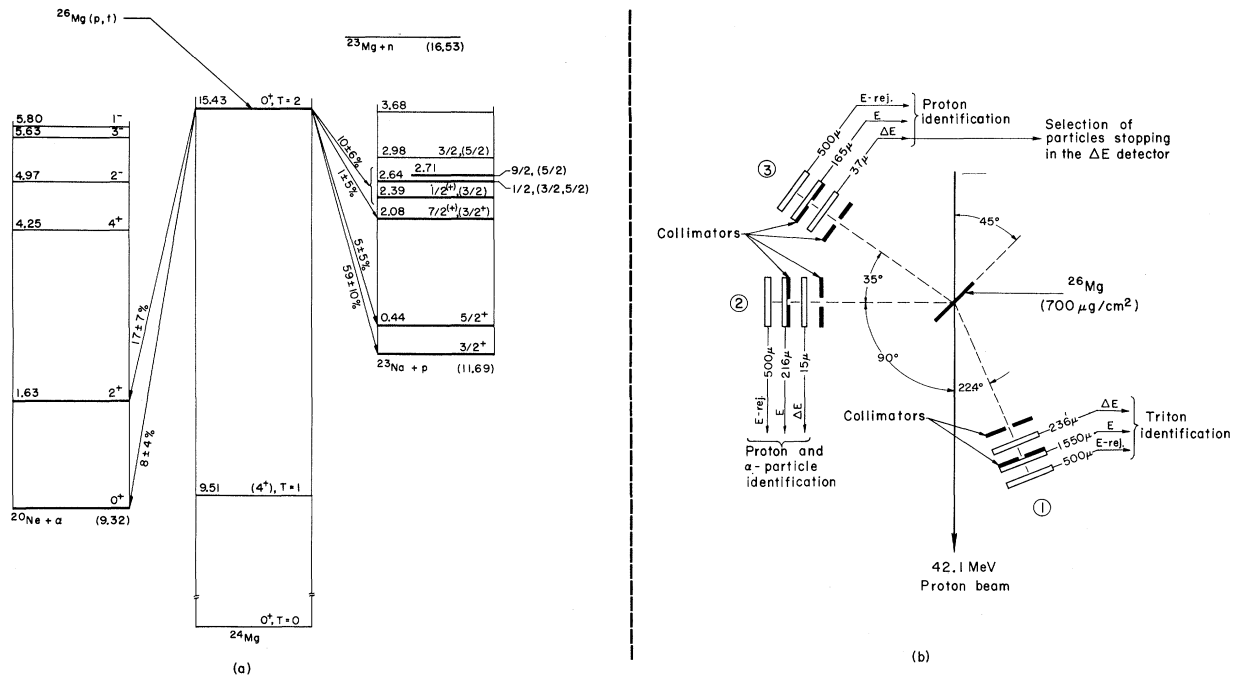 26Mg(p,t)
23Mg+n (16.53)
15.43 0+, T=2
3.68
5.80 1-
5.63 3-
2.98 3/2, (5/2)
2.71 9/2, (5/2)
4.97 2-
2.64 1/2, (3/2, 5/2)
2.39 1/2(+), (3/2)
4.25 4+
2.08 7/2(+), (3/2+)
10±6%
1±5%
5±5%
59±10%
17±7%
8±4%
0.44 5/2+
3/2+
23Na + p (11.69)
1.63 2+
9.51 (4+), T=1
0+
20Ne + α (9.32)
0+, T=0
24Mg
(a)
E-rej.
E
ΔE
Proton
identification
500μ
165μ
37μ
Selection of
particles stopping
in the ΔE detector
3
Collimators
45°
35°
26Mg
(700 μg/cm2)
2
90°
22.4°
500μ
216μ
15μ
E-rej.
E
ΔE
Proton and
α-particle
identification
Collimators
236μ
1550μ
500μ
ΔE
E
E-rej.
Triton
identification
1
42.1 MeV
Proton beam
(b)